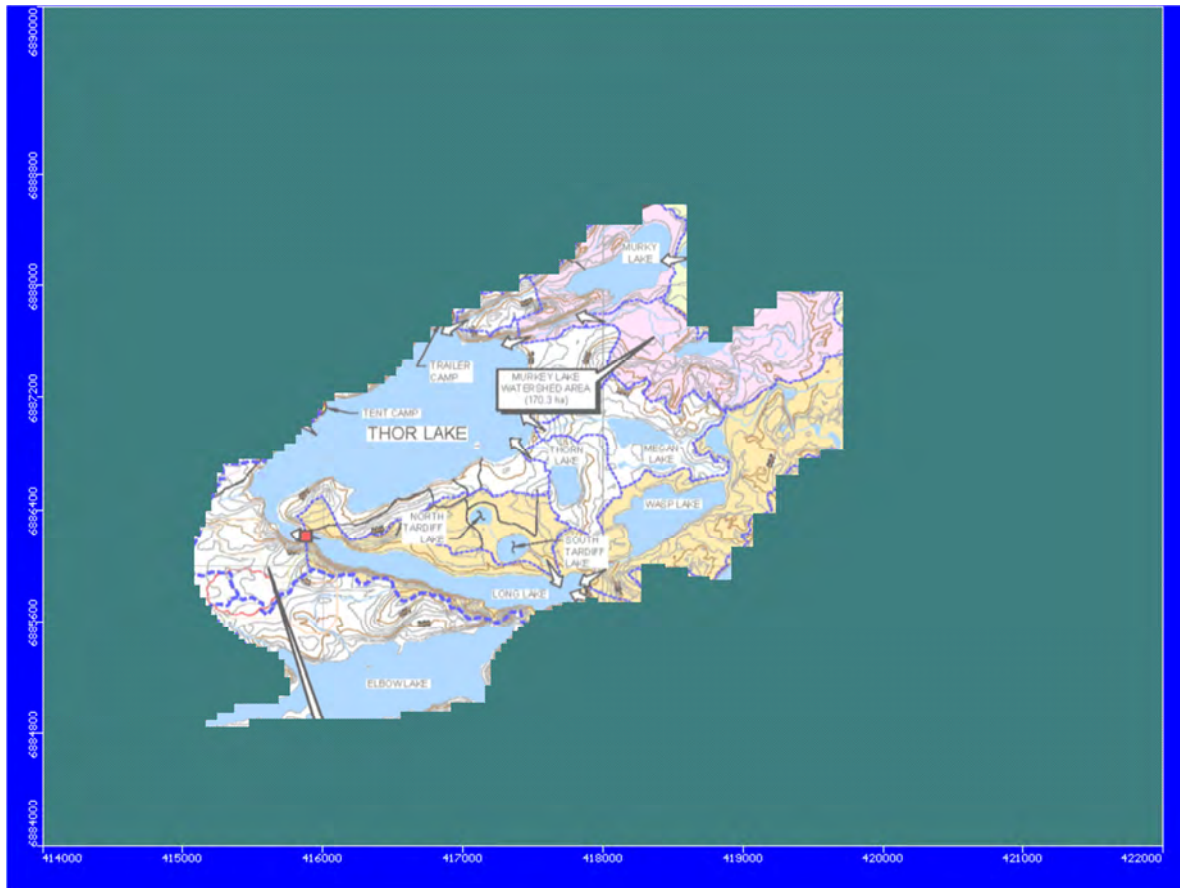 6890000
6888800
MURKY
LAKE
6888000
TRAILER
CAMP
MURKEY LAKE
WATERSHED AREA
(170.3 ha)
6887200
TENT CAMP
THOR LAKE
THORN
LAKE
MEGAN
LAKE
6886400
WASP LAKE
NORTH
TARDIFF
LAKE
SOUTH
TARDIFF
LAKE
LONG LAKE
6885600
ELBOW LAKE
6884800
6884000
414000 415000 416000 417000 418000 419000 420000 421000 422000